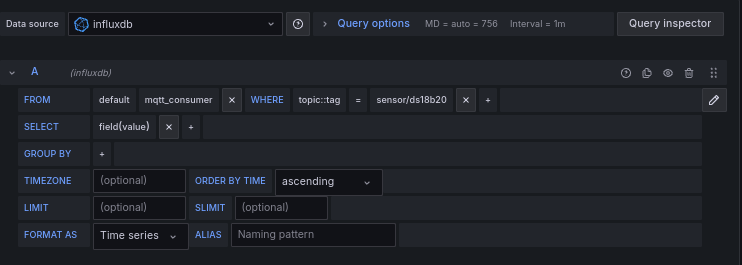 Data source influxdb Query options MD = auto = 756 Interval = 1m Query inspector
A (influxdb)
FROM default mqtt_consumer WHERE topic::tag = sensor/ds18b20 +
SELECT field(value) +
GROUP BY +
TIMEZONE (optional) ORDER BY TIME ascending
LIMIT (optional) SLIMIT (optional)
FORMAT AS Time series ALIAS Naming pattern